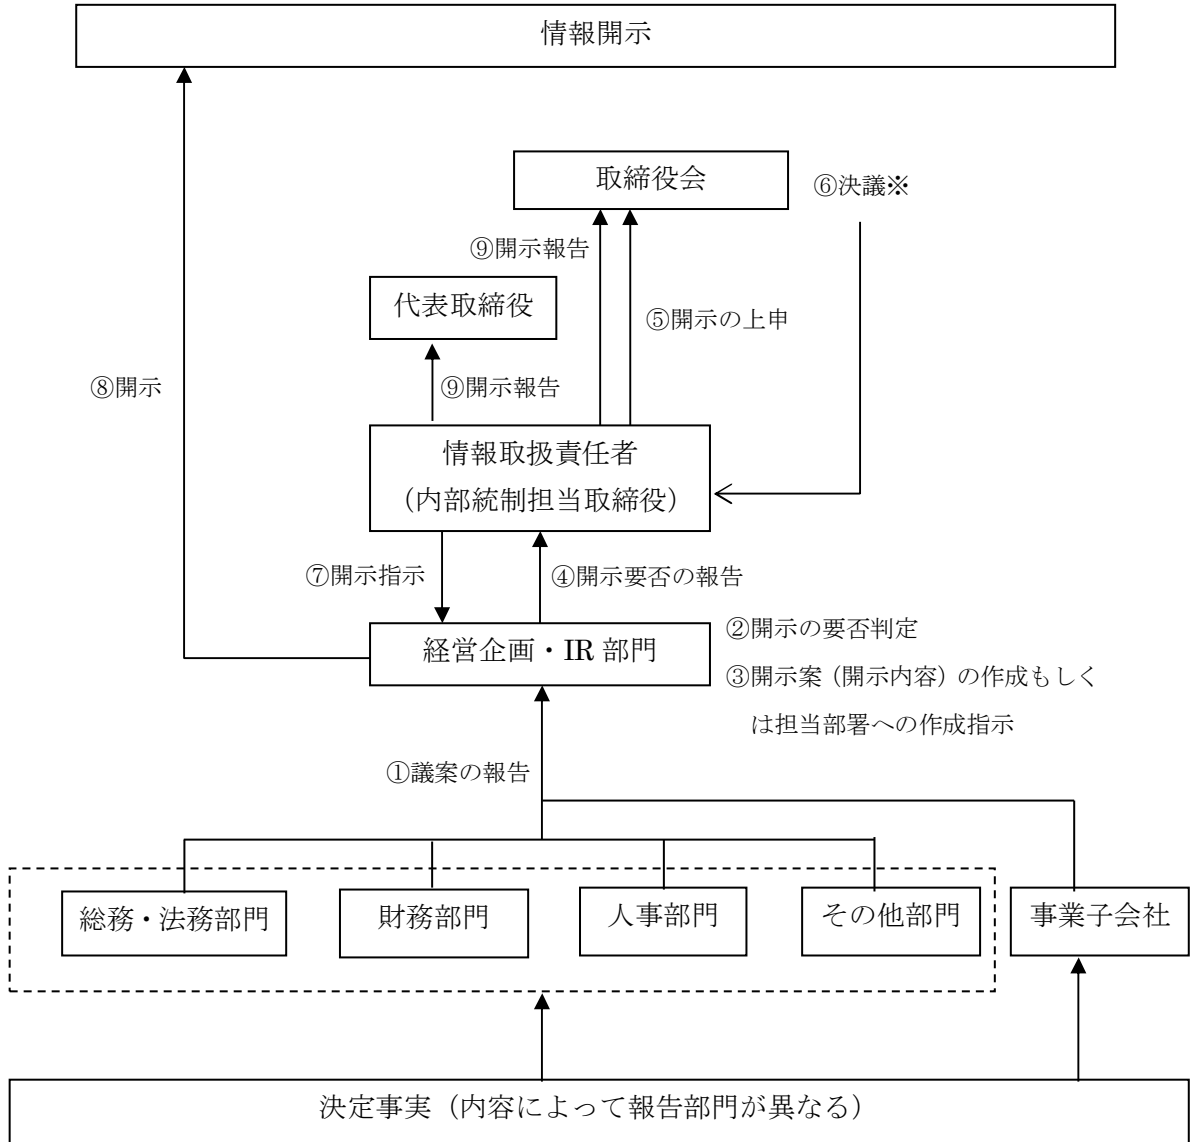 情報開示
取締役会
⑥決議※
⑨開示報告
代表取締役
⑤開示の上申
⑧開示
⑨開示報告
情報取扱責任者
（内部統制担当取締役）
⑦開示指示
④開示要否の報告
経営企画・IR 部門
②開示の要否判定
③開示案（開示内容）の作成もしく
は担当部署への作成指示
①議案の報告
総務・法務部門
財務部門
人事部門
その他部門
事業子会社
決定事実（内容によって報告部門が異なる）